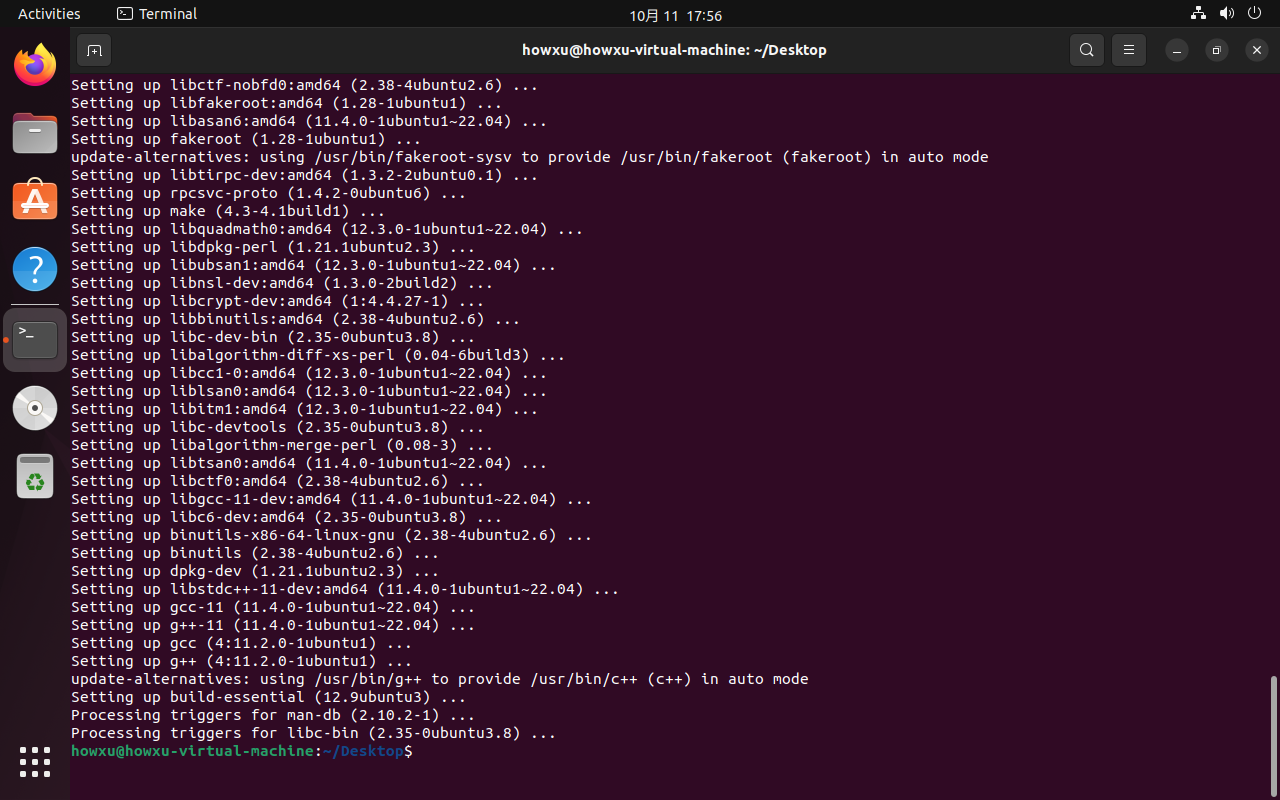 Activities
Terminal
10月 11 17:56
howxu@howxu-virtual-machine: ~/Desktop
Setting up libctf-nobfd0:amd64 (2.38-4ubuntu2.6) ...
Setting up libfakeroot:amd64 (1.28-1ubuntu1) ...
Setting up libasan6:amd64 (11.4.0-1ubuntu1~22.04) ...
Setting up fakeroot (1.28-1ubuntu1) ...
update-alternatives: using /usr/bin/fakeroot-sysv to provide /usr/bin/fakeroot (fakeroot) in auto mode
Setting up libtirpc-dev:amd64 (1.3.2-2ubuntu0.1) ...
Setting up rpcsvc-proto (1.4.2-0ubuntu6) ...
Setting up make (4.3-4.1build1) ...
Setting up libquadmath0:amd64 (12.3.0-1ubuntu1~22.04) ...
Setting up libdpkg-perl (1.21.1ubuntu2.3) ...
Setting up libubsan1:amd64 (12.3.0-1ubuntu1~22.04) ...
Setting up libnsl-dev:amd64 (1.3.0-2build2) ...
Setting up libcrypt-dev:amd64 (1:4.4.27-1) ...
Setting up libbinutils:amd64 (2.38-4ubuntu2.6) ...
Setting up libc-dev-bin (2.35-0ubuntu3.8) ...
Setting up libalgorithm-diff-xs-perl (0.04-6build3) ...
Setting up libcc1-0:amd64 (12.3.0-1ubuntu1~22.04) ...
Setting up liblsan0:amd64 (12.3.0-1ubuntu1~22.04) ...
Setting up libitm1:amd64 (12.3.0-1ubuntu1~22.04) ...
Setting up libc-devtools (2.35-0ubuntu3.8) ...
Setting up libalgorithm-merge-perl (0.08-3) ...
Setting up libtsan0:amd64 (11.4.0-1ubuntu1~22.04) ...
Setting up libctf0:amd64 (2.38-4ubuntu2.6) ...
Setting up libgcc-11-dev:amd64 (11.4.0-1ubuntu1~22.04) ...
Setting up libc6-dev:amd64 (2.35-0ubuntu3.8) ...
Setting up binutils-x86-64-linux-gnu (2.38-4ubuntu2.6) ...
Setting up binutils (2.38-4ubuntu2.6) ...
Setting up dpkg-dev (1.21.1ubuntu2.3) ...
Setting up libstdc++-11-dev:amd64 (11.4.0-1ubuntu1~22.04) ...
Setting up gcc-11 (11.4.0-1ubuntu1~22.04) ...
Setting up g++-11 (11.4.0-1ubuntu1~22.04) ...
Setting up gcc (4:11.2.0-1ubuntu1) ...
Setting up g++ (4:11.2.0-1ubuntu1) ...
update-alternatives: using /usr/bin/g++ to provide /usr/bin/c++ (c++) in auto mode
Setting up build-essential (12.9ubuntu3) ...
Processing triggers for man-db (2.10.2-1) ...
Processing triggers for libc-bin (2.35-0ubuntu3.8) ...
howxu@howxu-virtual-machine:~/Desktop$